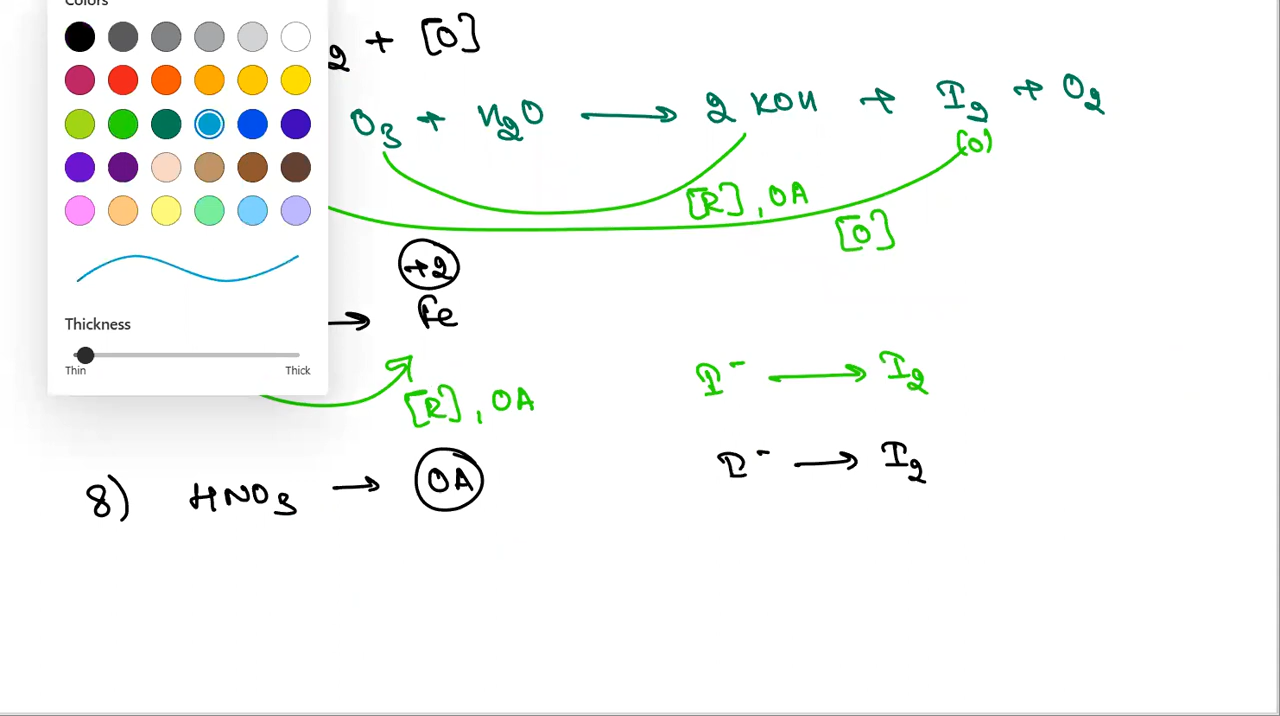 Colors
2 + [O]
O3 + H2O → 2 KOH + I2 + O2
(0)
[R], OA
[O]
+2
→ Fe
Thickness
Thin Thick
I⁻ → I2
[R], OA
I⁻ → I2
8) HNO3 → OA